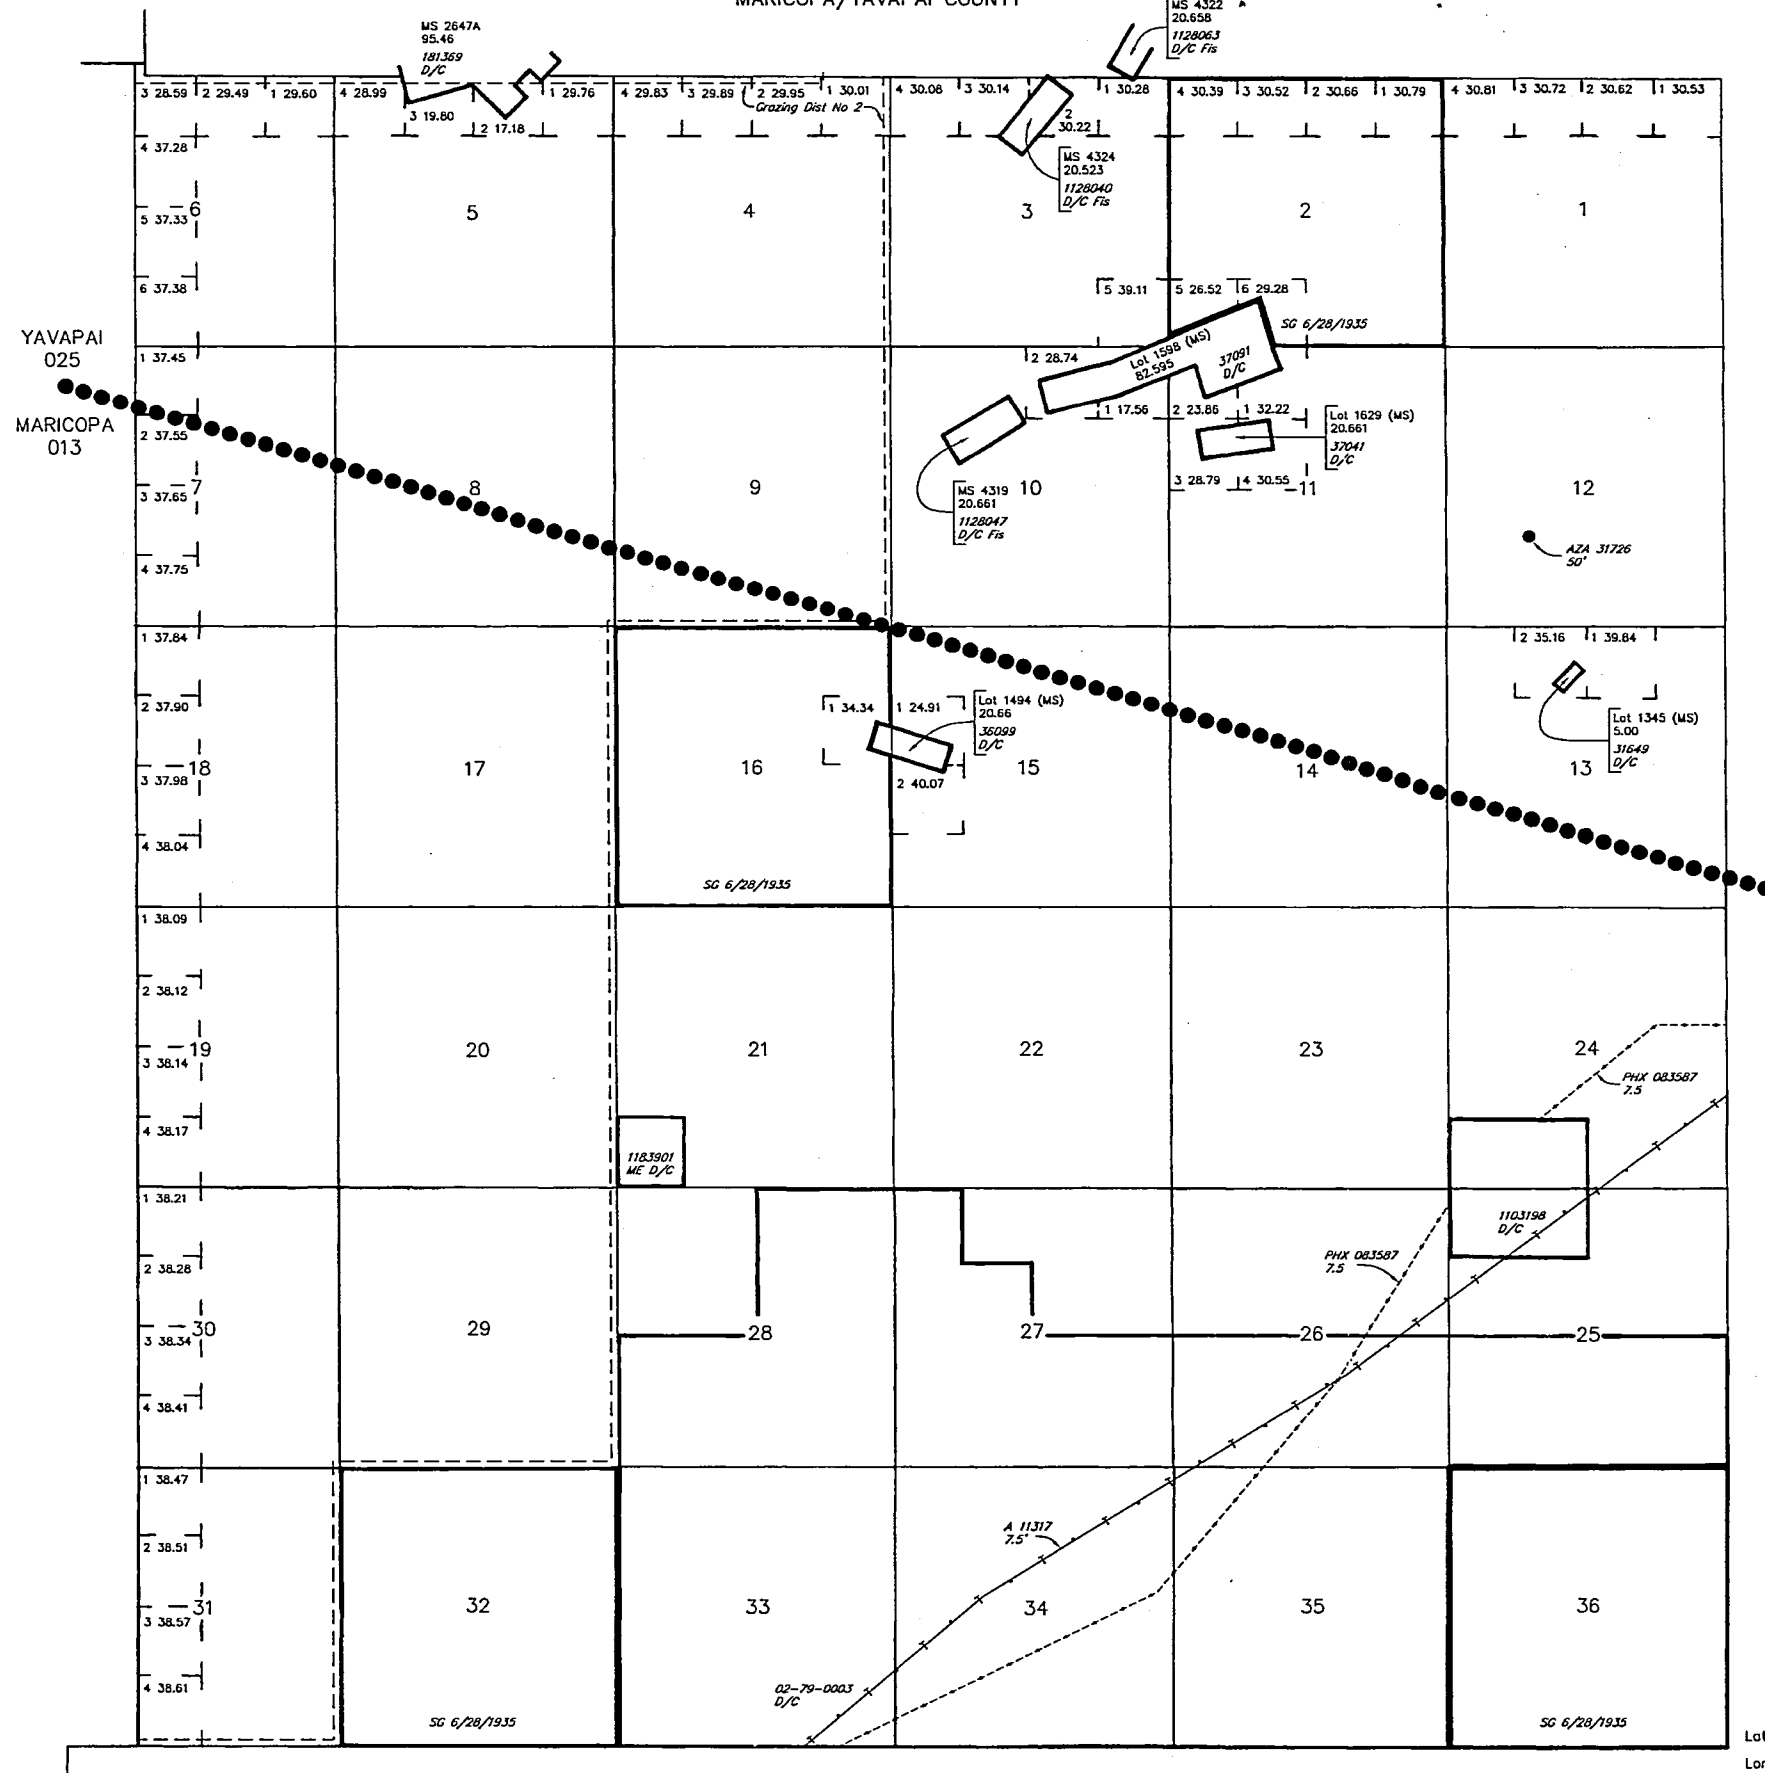 MARICOPA/YAVAPAI COUNTY
MS 4322
20.658
1128063
D/C Fis
MS 2647A
95.46
181369
D/C
3 28.59 2 29.49 1 29.60 4 28.99 1 29.76 4 29.83 3 29.89 2 29.95 1 30.01 4 30.08 3 30.14 1 30.28 4 30.39 3 30.52 2 30.66 1 30.79 4 30.81 3 30.72 2 30.62 1 30.53
Grazing Dist No 2
3 19.80
2 17.18
2
30.22
4 37.28
MS 4324
20.523
1128040
D/C Fis
5 37.33
6 5 4 3 2 1
6 37.38
5 39.11 5 26.52 6 29.28
SG 6/28/1935
YAVAPAI
025
MARICOPA
013
1 37.45
2 28.74
Lot 1598 (MS)
82.595
37091
D/C
1 17.56 2 23.86 1 32.22
Lot 1629 (MS)
20.661
37041
D/C
2 37.55
3 37.65
7 8 9 10 11 12
MS 4319
20.661
1128047
D/C Fis
3 28.79 4 30.55
4 37.75
AZA 31726
50'
1 37.84
2 35.16 1 39.84
2 37.90
1 34.34 1 24.91
Lot 1494 (MS)
20.66
36099
D/C
Lot 1345 (MS)
5.00
31649
D/C
3 37.98
18 17 16 15 14 13
2 40.07
4 38.04
SG 6/28/1935
1 38.09
2 38.12
3 38.14
19 20 21 22 23 24
PHX 083587
7.5
4 38.17
1183901
ME D/C
1 38.21
1103198
D/C
2 38.28
PHX 083587
7.5
3 38.34
30 29 28 27 26 25
4 38.41
1 38.47
2 38.51
A 11317
7.5'
3 38.57
31 32 33 34 35 36
4 38.61
02-79-0003
D/C
SG 6/28/1935
SG 6/28/1935
Lat
Lon